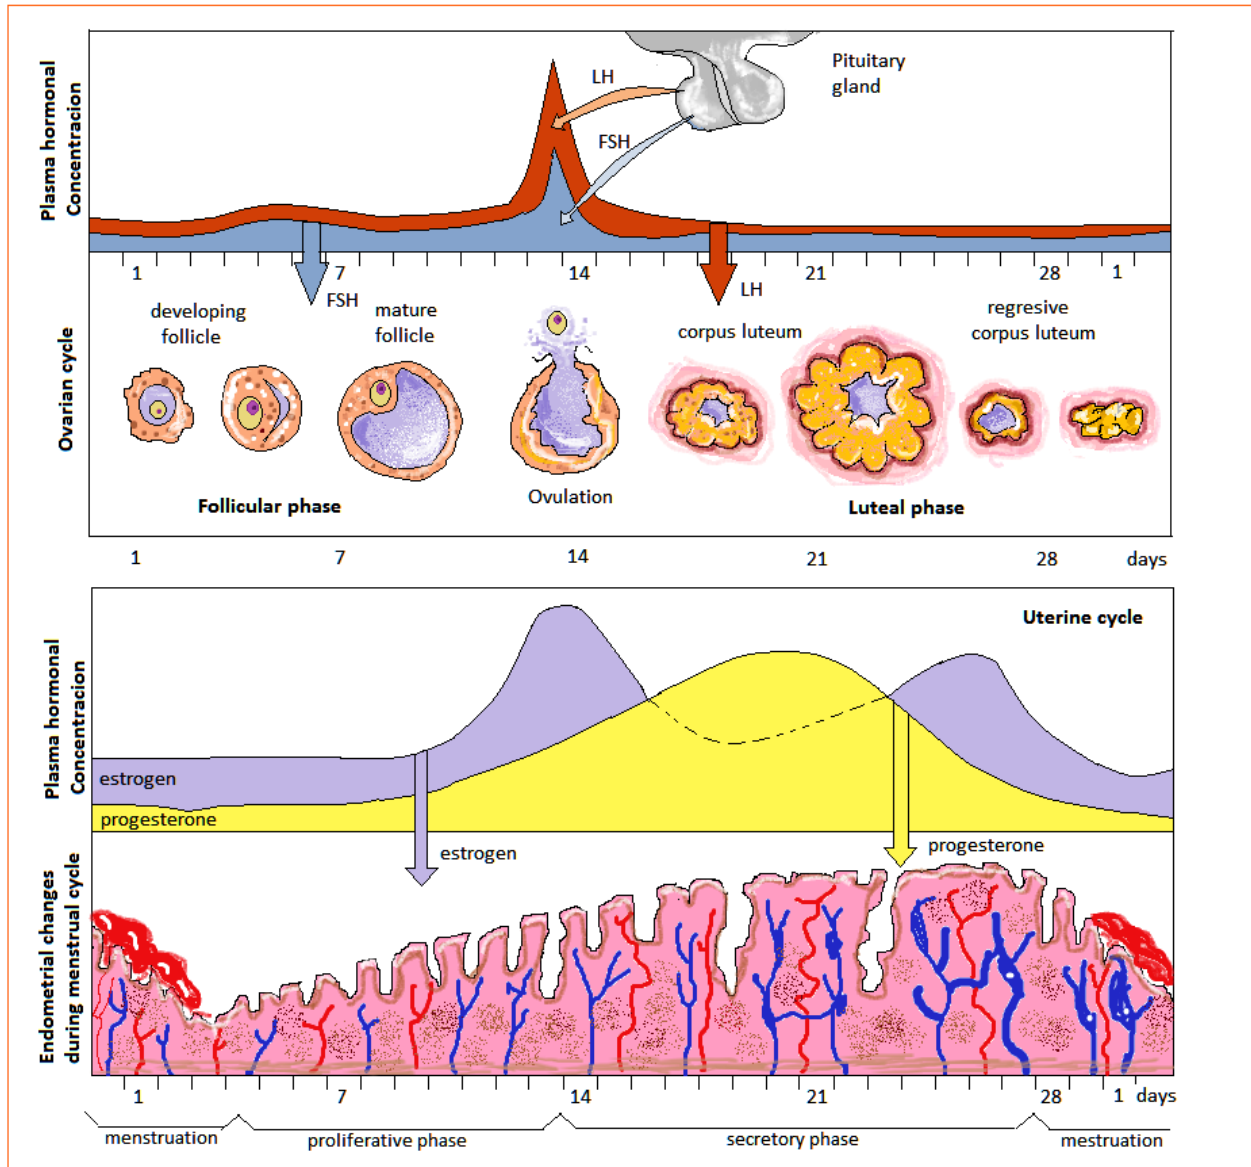 Plasma hormonal
Concentracion
LH
Pituitary
gland
FSH
1 7 14 21 28 1
FSH
LH
Ovarian cycle
developing
follicle
mature
follicle
corpus luteum
regresive
corpus luteum
Ovulation
Follicular phase
Luteal phase
1 7 14 21 28 days
Plasma hormonal
Concentracion
Uterine cycle
estrogen
progesterone
estrogen
progesterone
Endometrial changes
during menstrual cycle
1 7 14 21 28 1 days
menstruation proliferative phase secretory phase mestruation